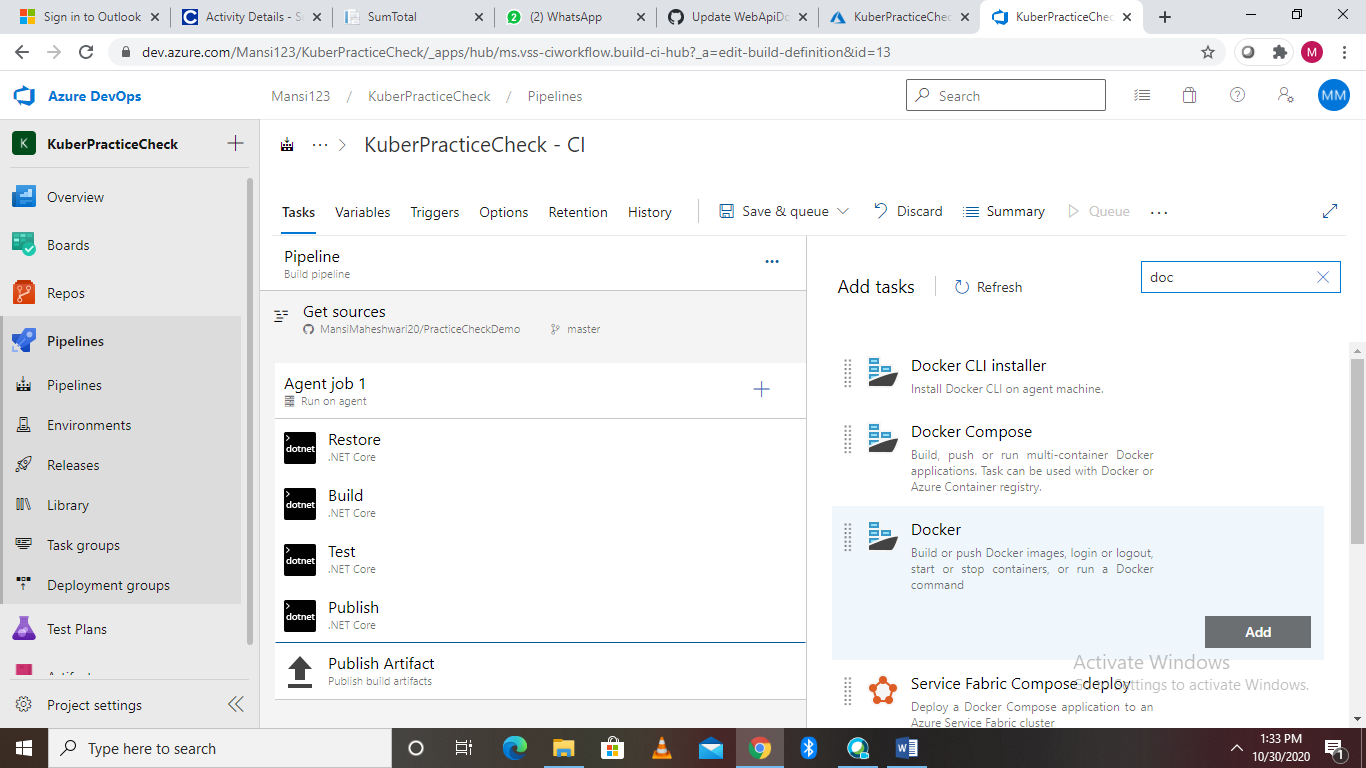 Sign in to Outlook
Activity Details - S
SumTotal
(2) WhatsApp
2
Update WebApiDo
KuberPracticeChec
KuberPracticeChec
dev.azure.com/Mansi123/KuberPracticeCheck/_apps/hub/ms.vss-ciworkflow.build-ci-hub?_a=edit-build-definition&id=13
M
Azure DevOps
Mansi123 / KuberPracticeCheck / Pipelines
Search
MM
K
KuberPracticeCheck
KuberPracticeCheck - CI
Overview
Boards
Repos
Pipelines
Pipelines
Environments
Releases
Library
Task groups
Deployment groups
Test Plans
Project settings
Tasks Variables Triggers Options Retention History
Save & queue Discard Summary Queue
Pipeline
Build pipeline
Get sources
MansiMaheshwari20/PracticeCheckDemo master
Agent job 1
Run on agent
dotnet
Restore
.NET Core
dotnet
Build
.NET Core
dotnet
Test
.NET Core
dotnet
Publish
.NET Core
Publish Artifact
Publish build artifacts
Add tasks
Refresh
doc
Docker CLI installer
Install Docker CLI on agent machine.
Docker Compose
Build, push or run multi-container Docker
applications. Task can be used with Docker or
Azure Container registry.
Docker
Build or push Docker images, login or logout,
start or stop containers, or run a Docker
command
Add
Activate Windows
Go to Settings to activate Windows.
Service Fabric Compose deploy
Deploy a Docker Compose application to an
Azure Service Fabric cluster
Type here to search
1:33 PM
10/30/2020
1